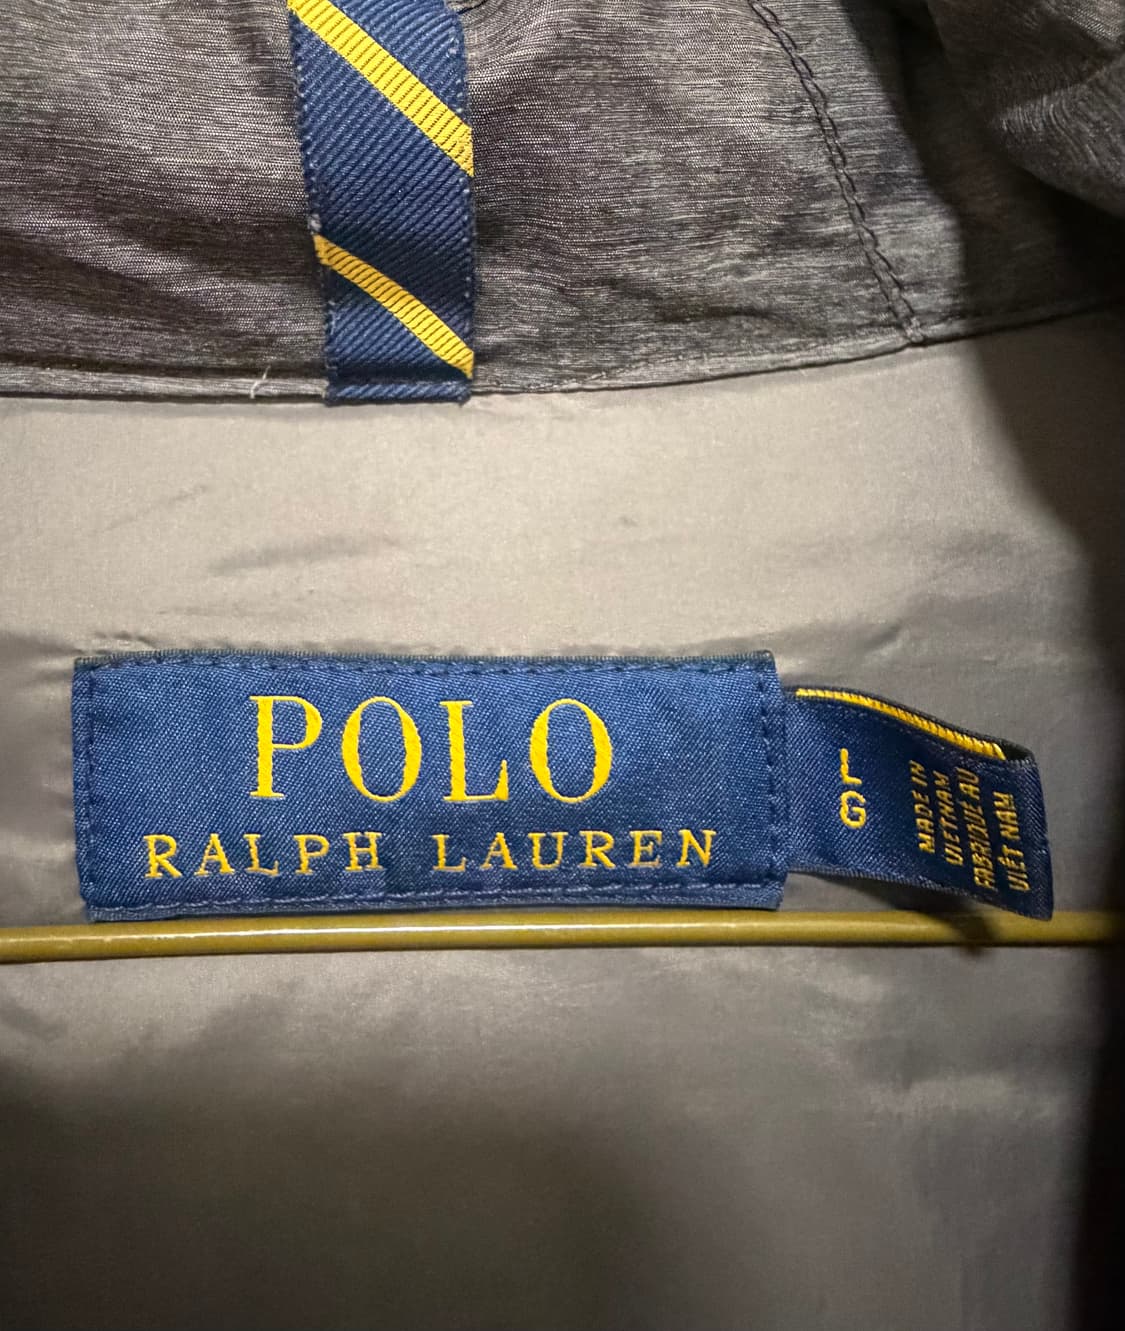 POLO
RALPH LAUREN
L
G
MADE IN
VIETNAM
FABRIQUÉ AU
VIÊT NAM